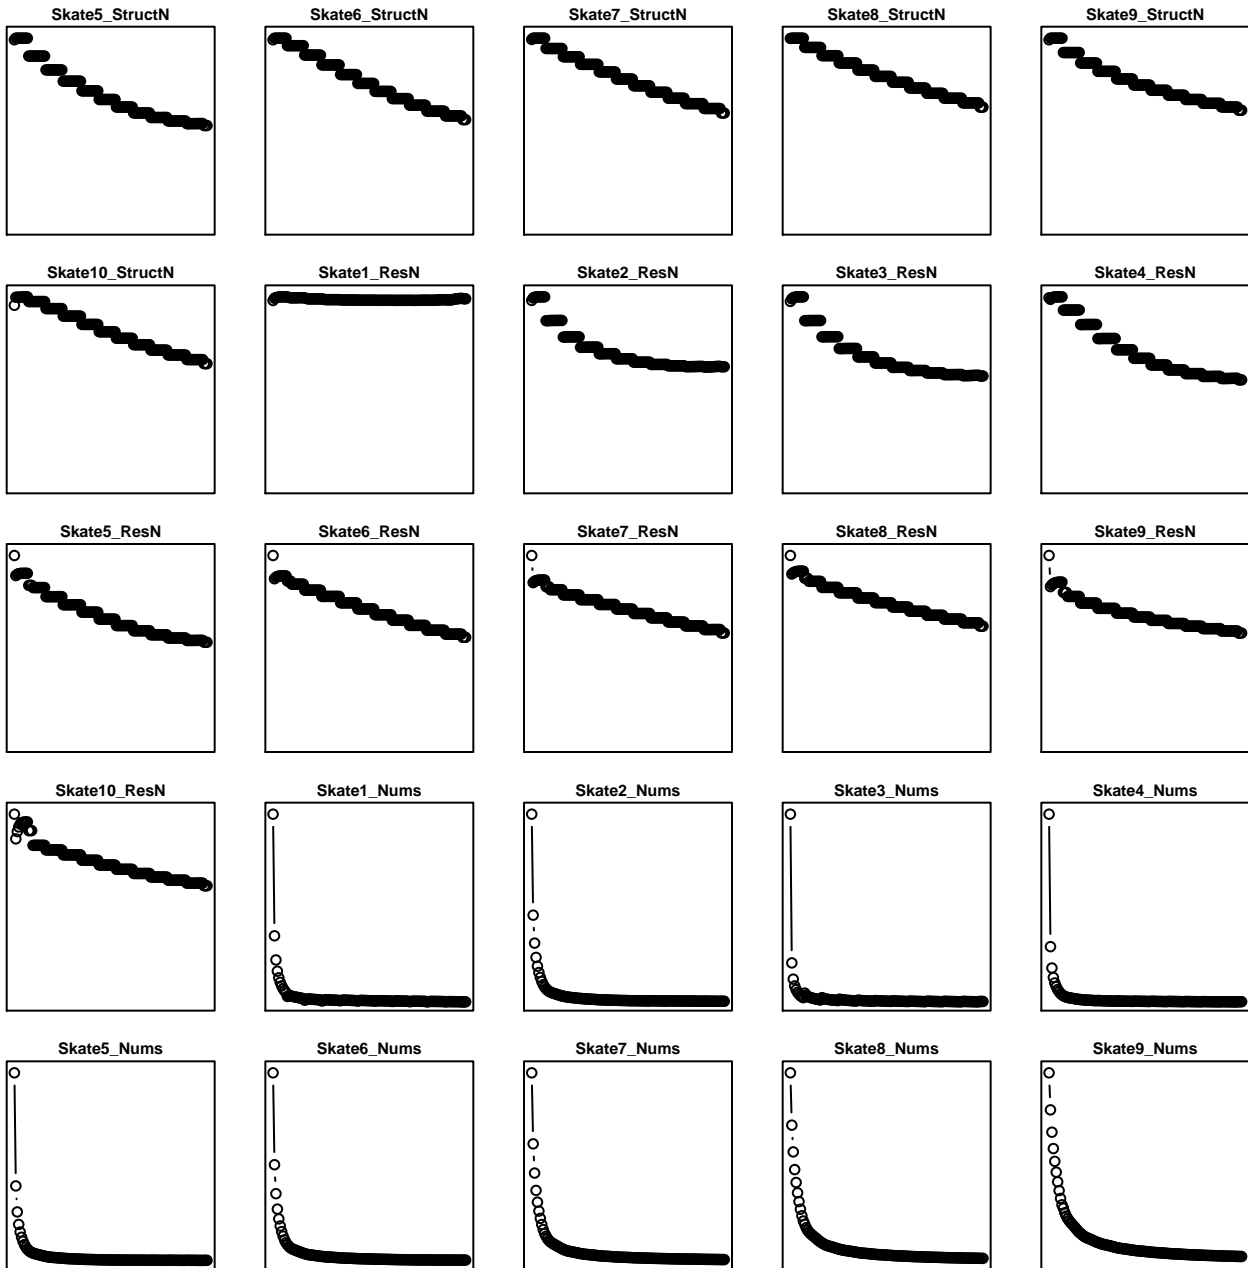 Skate5_StructN
Skate6_StructN
Skate7_StructN
Skate8_StructN
Skate9_StructN
Skate10_StructN
Skate1_ResN
Skate2_ResN
Skate3_ResN
Skate4_ResN
Skate5_ResN
Skate6_ResN
Skate7_ResN
Skate8_ResN
Skate9_ResN
Skate10_ResN
Skate1_Nums
Skate2_Nums
Skate3_Nums
Skate4_Nums
Skate5_Nums
Skate6_Nums
Skate7_Nums
Skate8_Nums
Skate9_Nums